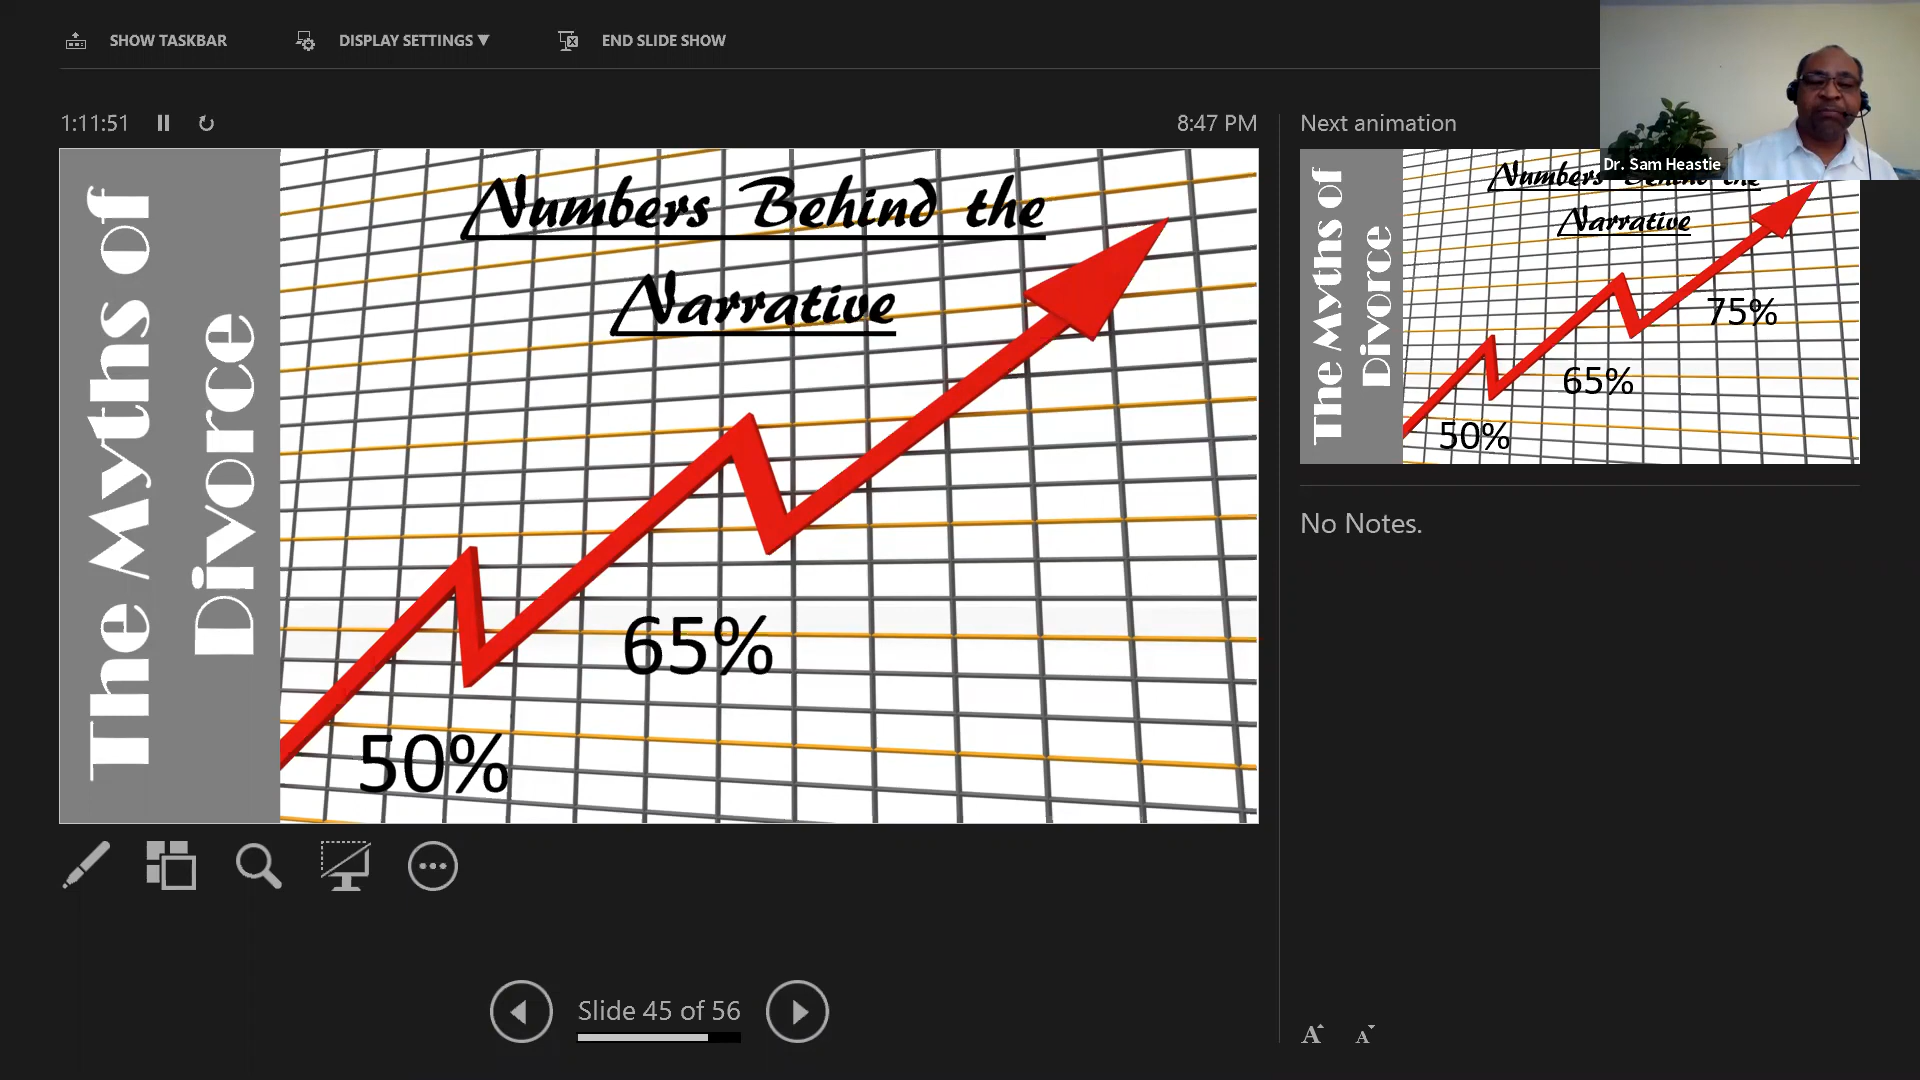 SHOW TASKBAR
DISPLAY SETTINGS ▼
END SLIDE SHOW
1:11:51
8:47 PM
The Myths of
Divorce
Numbers Behind the
Narrative
65%
50%
Next animation
Dr. Sam Heastie
The Myths of
Divorce
Numbers Behind the
Narrative
75%
65%
50%
No Notes.
Slide 45 of 56
A A